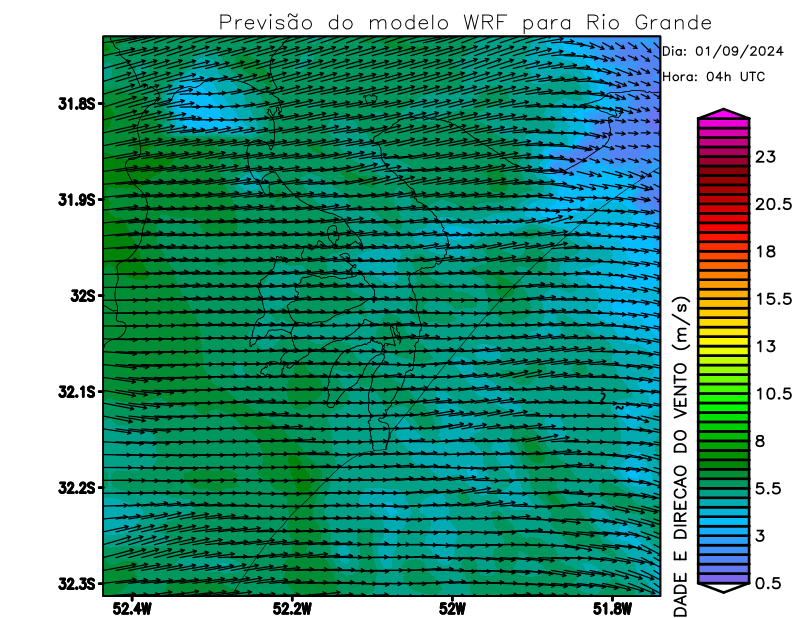 Previsão do modelo WRF para Rio Grande
Dia: 01/09/2024
Hora: 04h UTC
31.8S
31.9S
32S
32.1S
32.2S
32.3S
52.4W
52.2W
52W
51.8W
DADE E DIRECAO DO VENTO (m/s)
23
20.5
18
15.5
13
10.5
8
5.5
3
0.5